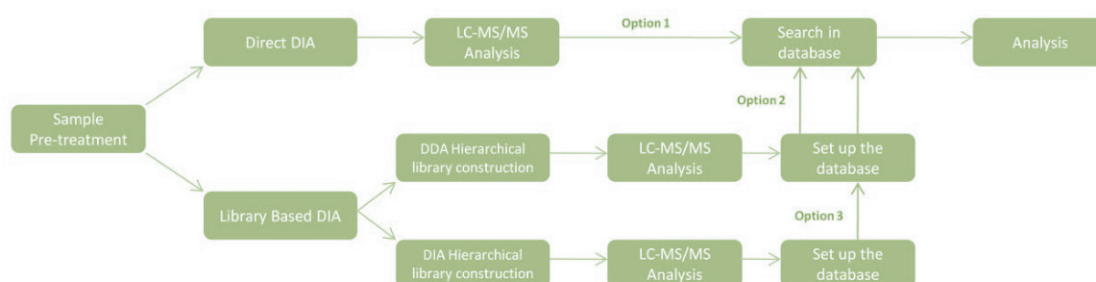 Direct DIA
LC-MS/MS
Analysis
Option 1
Search in
database
Analysis
Option 2
Sample
Pre-treatment
DDA Hierarchical
library construction
LC-MS/MS
Analysis
Set up the
database
Library Based DIA
Option 3
DIA Hierarchical
library construction
LC-MS/MS
Analysis
Set up the
database